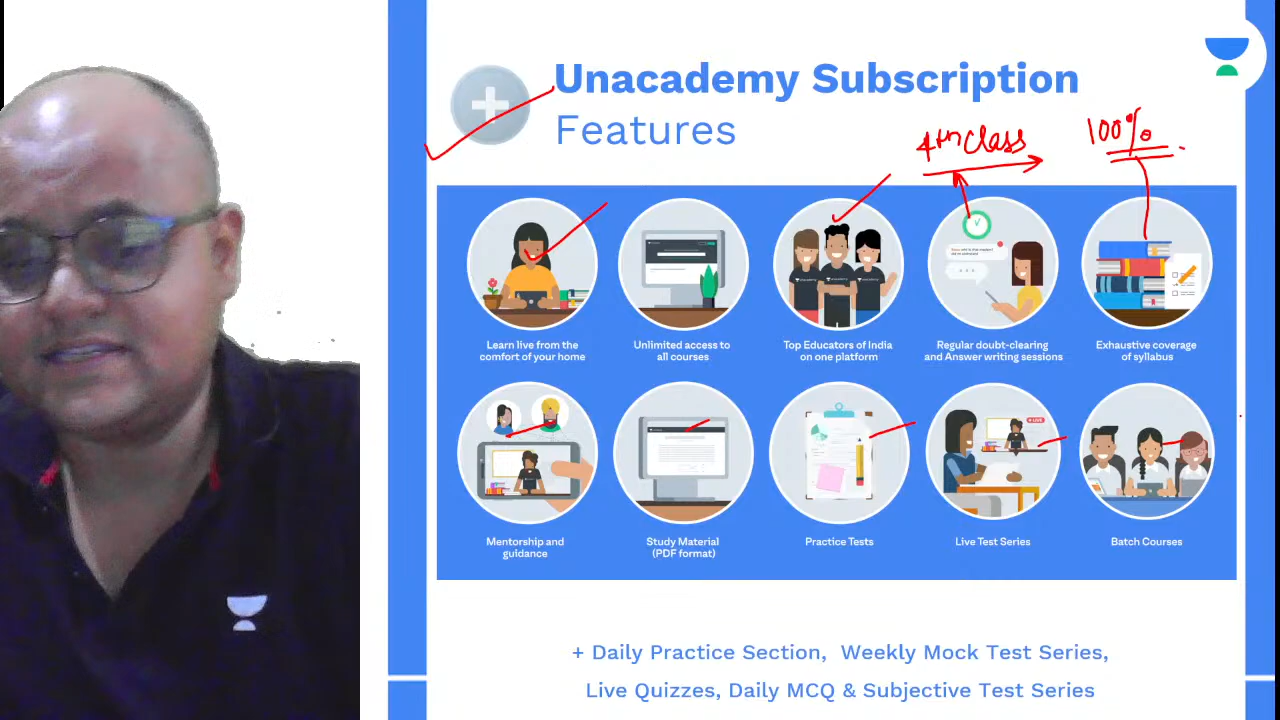 Unacademy Subscription
Features
4th class
100%
Learn live from the
comfort of your home
Unlimited access to
all courses
Top Educators of India
on one platform
Regular doubt-clearing
and Answer writing sessions
Exhaustive coverage
of syllabus
LIVE
Mentorship and
guidance
Study Material
(PDF format)
Practice Tests
Live Test Series
Batch Courses
+ Daily Practice Section, Weekly Mock Test Series,
Live Quizzes, Daily MCQ & Subjective Test Series